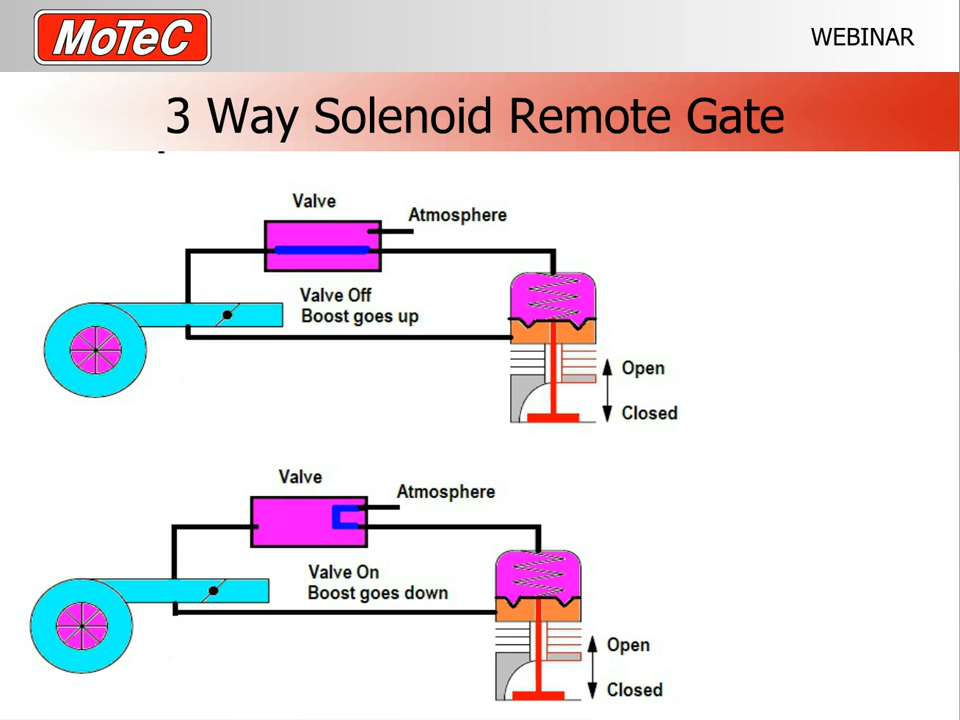 MoTeC
WEBINAR
3 Way Solenoid Remote Gate
Valve
Atmosphere
Valve Off
Boost goes up
Open
Closed
Valve
Atmosphere
Valve On
Boost goes down
Open
Closed